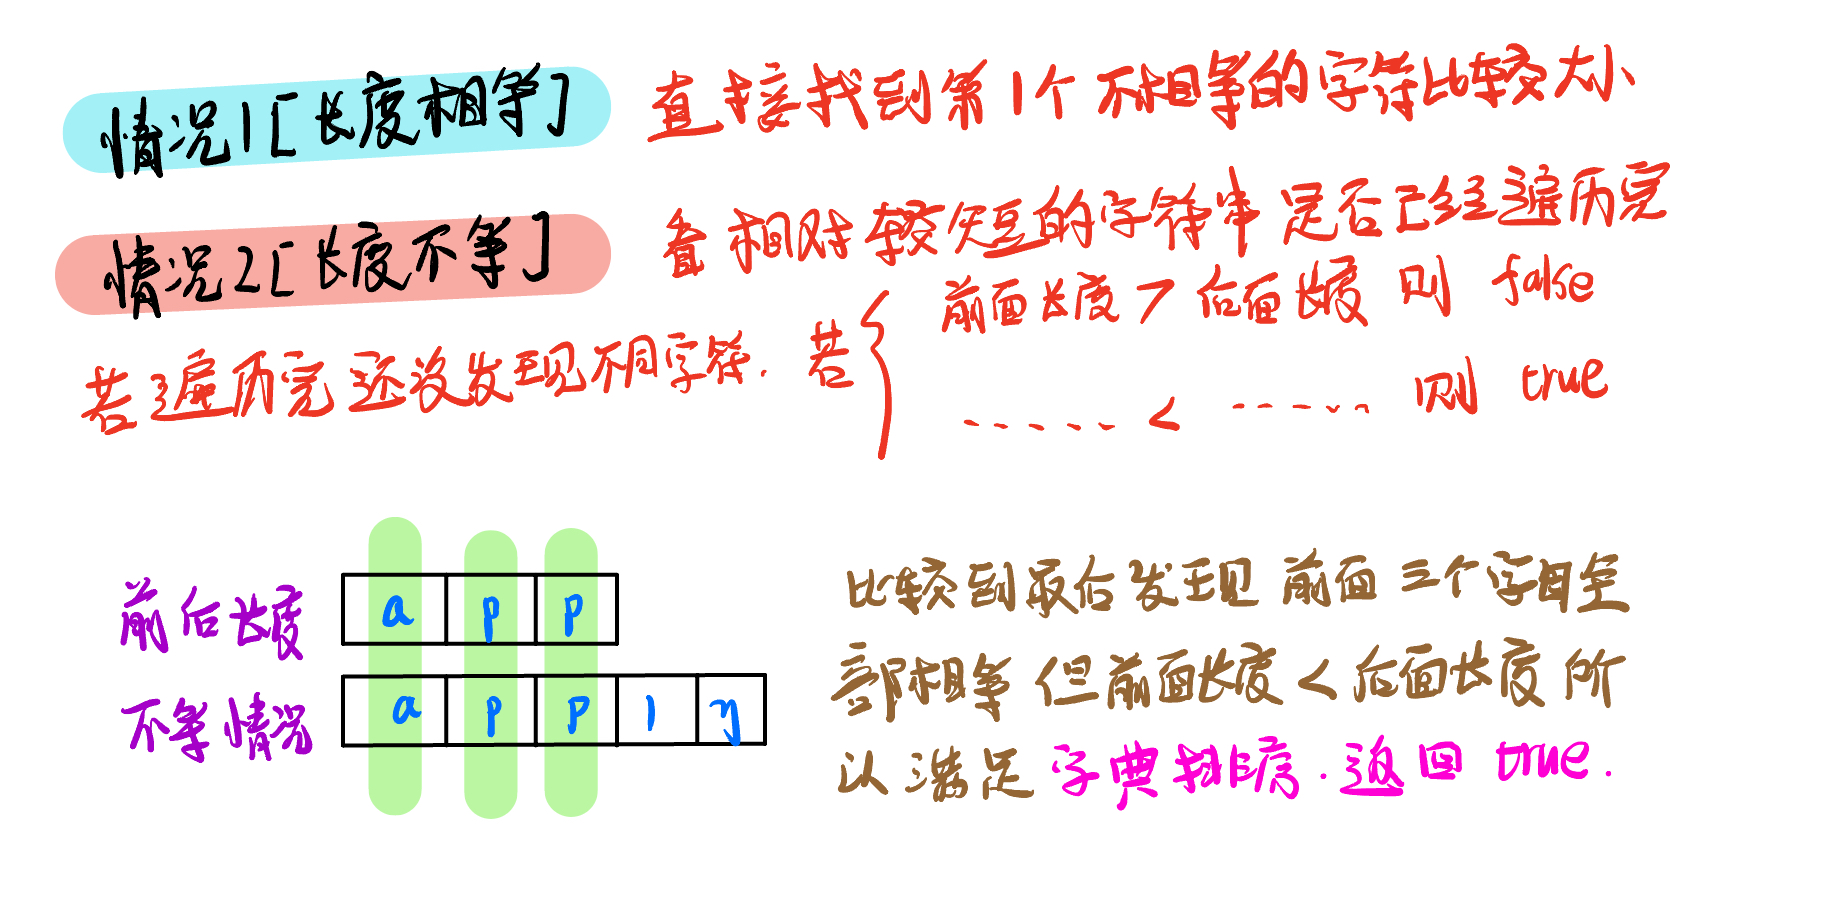 情况1[长度相等] 直接找到第1个不相等的字符比较大小
情况2[长度不等] 看相对较短的字符串是否已经遍历完
若遍历完还没发现不同字符. 若{
前面长度 > 后面长度 则 false
...... < ...... 则 true
前后长度
不等情况
a p p
a p p l y
比较到最后发现前面三个字母全
部相等 但前面长度 < 后面长度 所
以满足 字典排序. 返回 true.